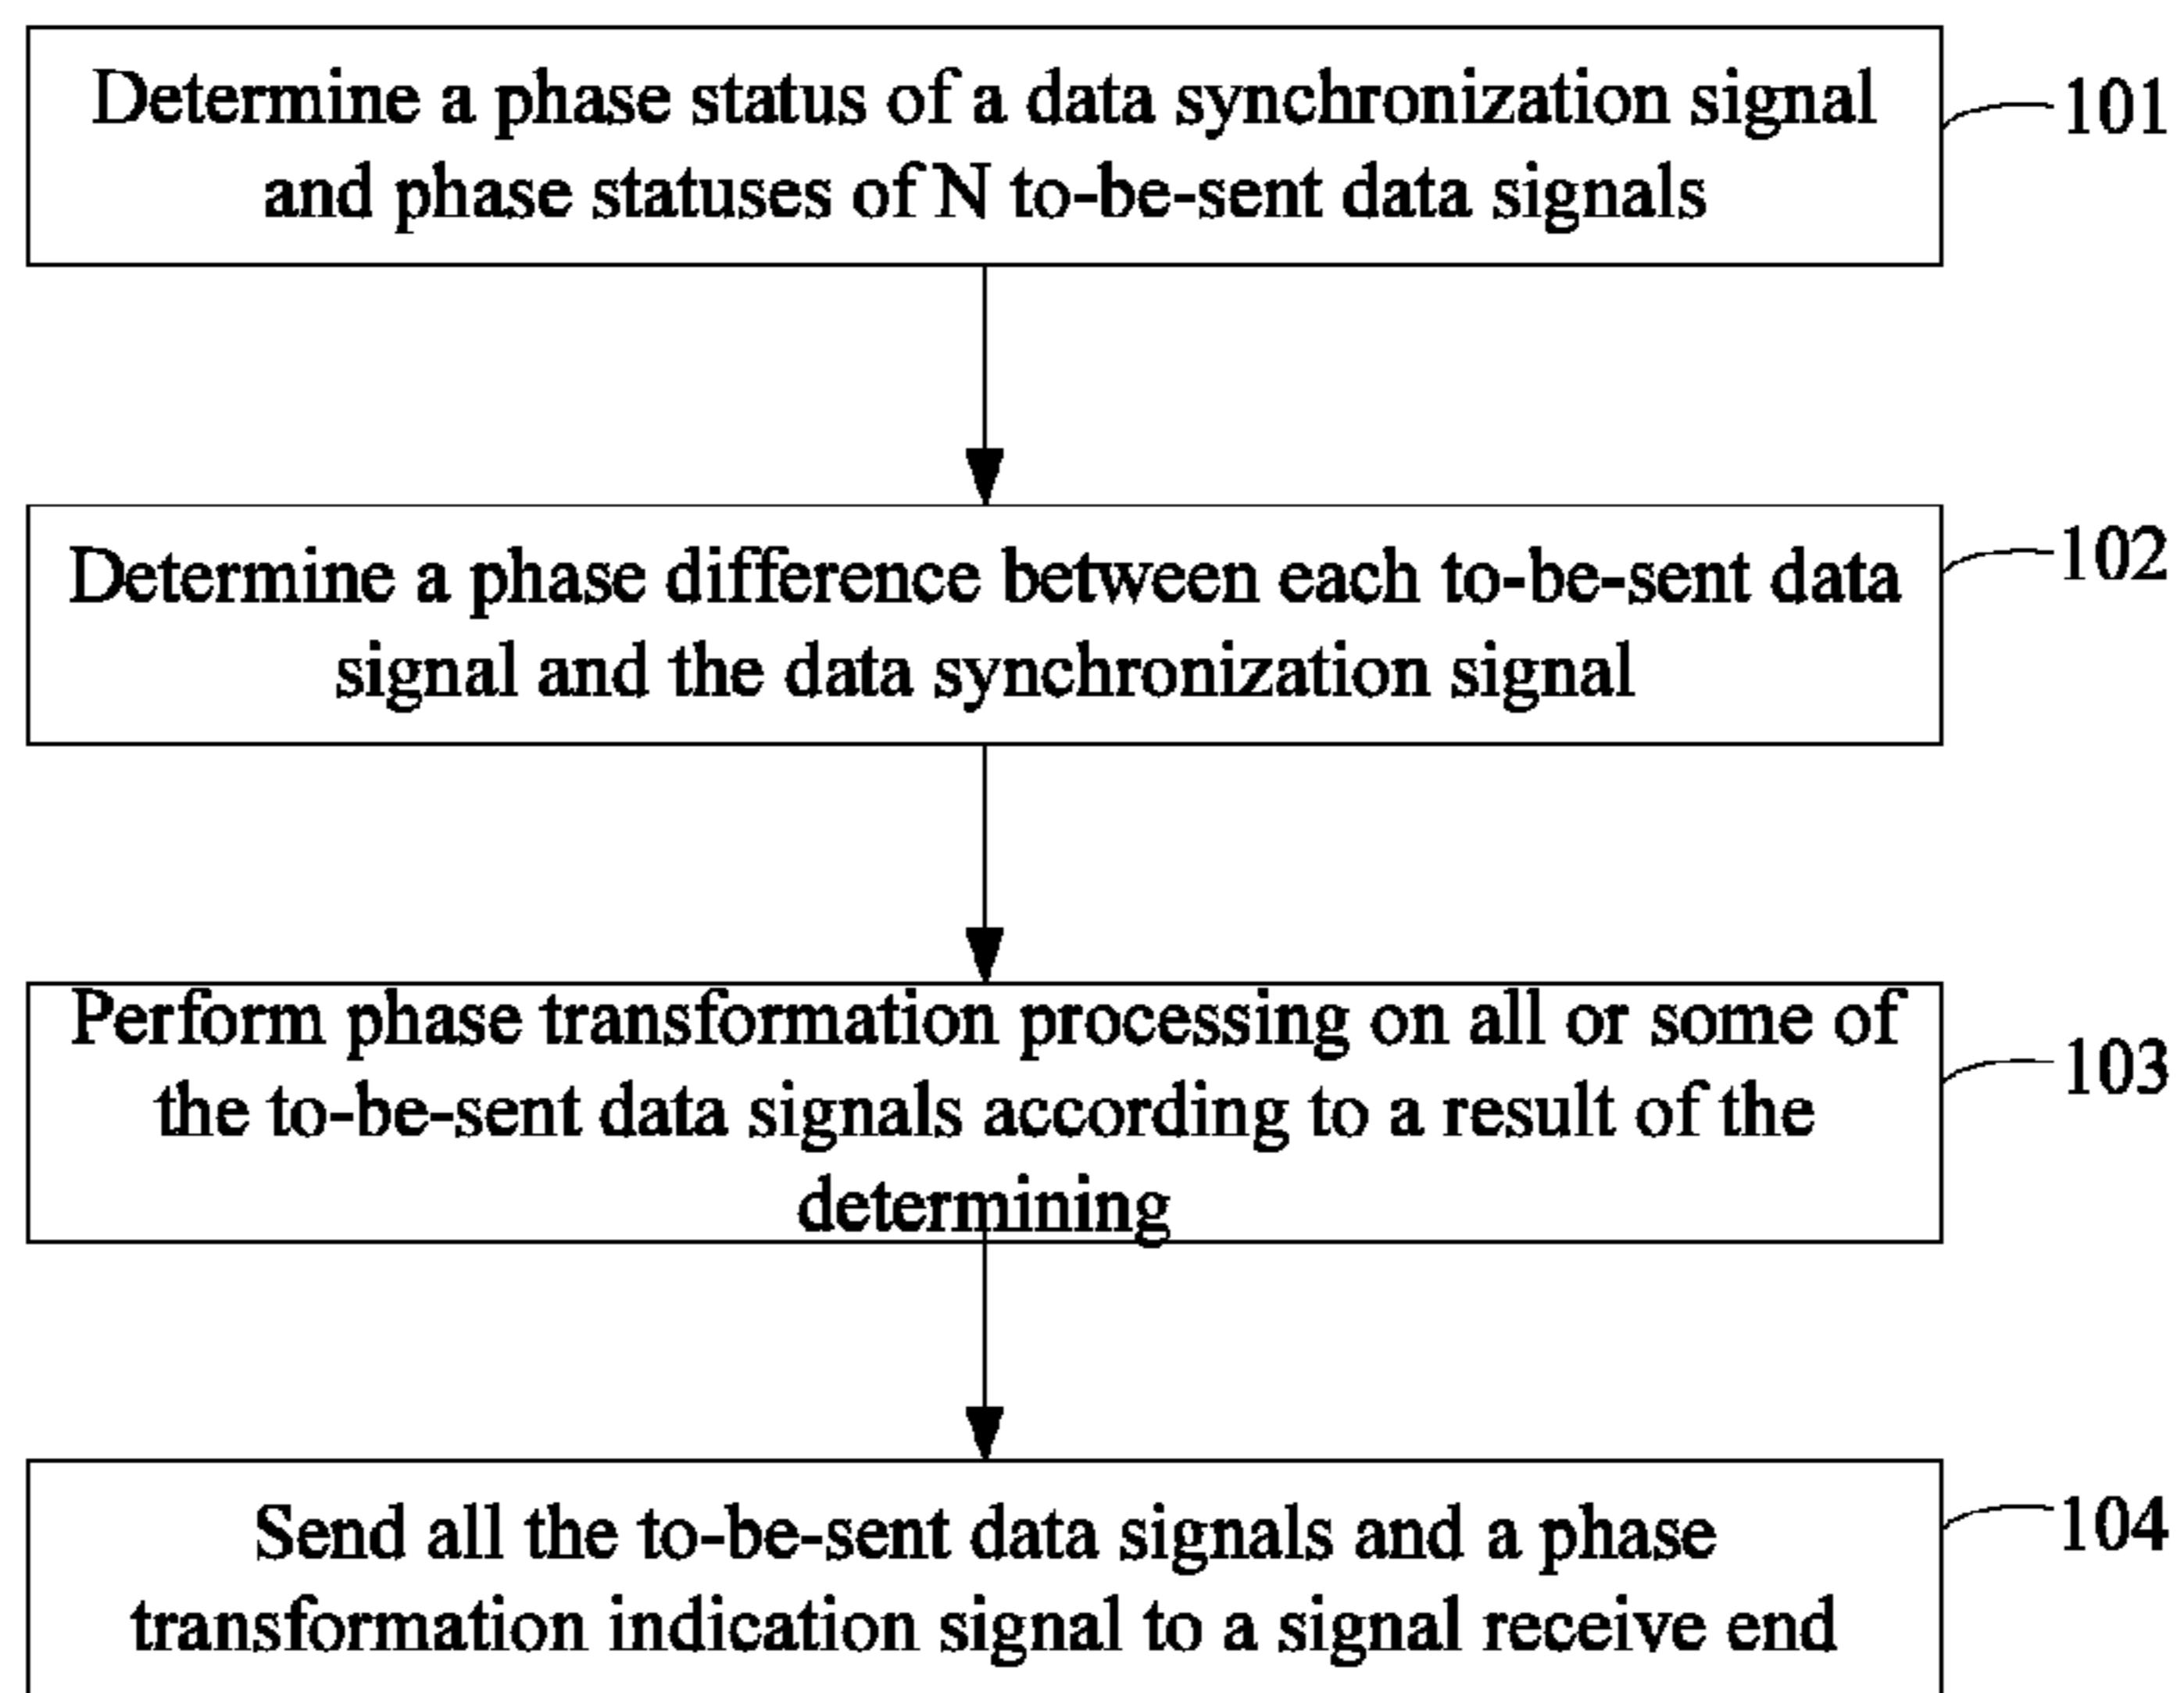 Determine a phase status of a data synchronization signal
and phase statuses of N to-be-sent data signals
101
Determine a phase difference between each to-be-sent data
signal and the data synchronization signal
102
Perform phase transformation processing on all or some of
the to-be-sent data signals according to a result of the
determining
103
Send all the to-be-sent data signals and a phase
transformation indication signal to a signal receive end
104